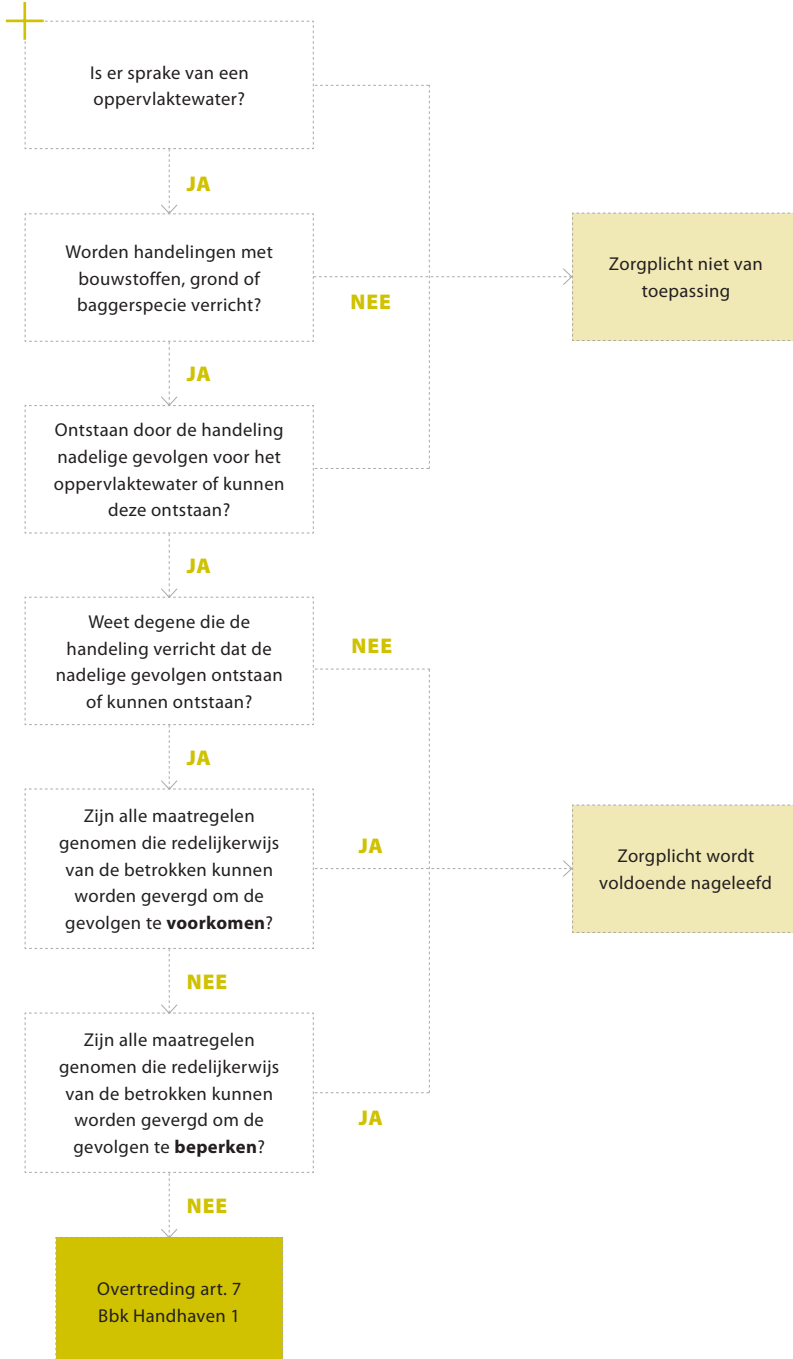 Is er sprake van een
oppervlaktewater?
JA
Worden handelingen met
bouwstoffen, grond of
baggerspecie verricht?
NEE
Zorgplicht niet van
toepassing
JA
Ontstaan door de handeling
nadelige gevolgen voor het
oppervlaktewater of kunnen
deze ontstaan?
JA
Weet degene die de
handeling verricht dat de
nadelige gevolgen ontstaan
of kunnen ontstaan?
NEE
JA
Zijn alle maatregelen
genomen die redelijkerwijs
van de betrokken kunnen
worden gevergd om de
gevolgen te voorkomen?
JA
Zorgplicht wordt
voldoende nageleefd
NEE
Zijn alle maatregelen
genomen die redelijkerwijs
van de betrokken kunnen
worden gevergd om de
gevolgen te beperken?
JA
NEE
Overtreding art. 7
Bbk Handhaven 1